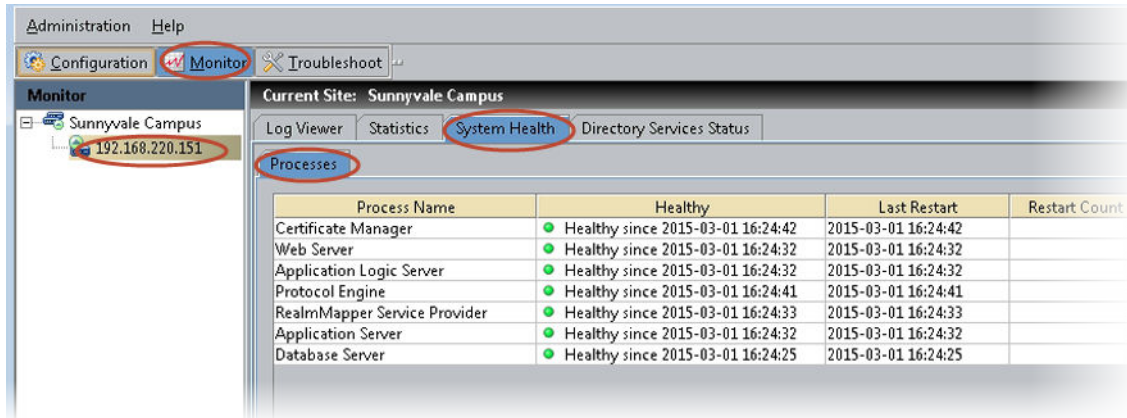 Administration Help
Configuration Monitor Troubleshoot
Monitor
Current Site: Sunnyvale Campus
Sunnyvale Campus
192.168.220.151
Log Viewer Statistics System Health Directory Services Status
Processes
Process Name Healthy Last Restart Restart Count
Certificate Manager Healthy since 2015-03-01 16:24:42 2015-03-01 16:24:42
Web Server Healthy since 2015-03-01 16:24:32 2015-03-01 16:24:32
Application Logic Server Healthy since 2015-03-01 16:24:32 2015-03-01 16:24:32
Protocol Engine Healthy since 2015-03-01 16:24:41 2015-03-01 16:24:41
RealmMapper Service Provider Healthy since 2015-03-01 16:24:33 2015-03-01 16:24:33
Application Server Healthy since 2015-03-01 16:24:32 2015-03-01 16:24:32
Database Server Healthy since 2015-03-01 16:24:25 2015-03-01 16:24:25